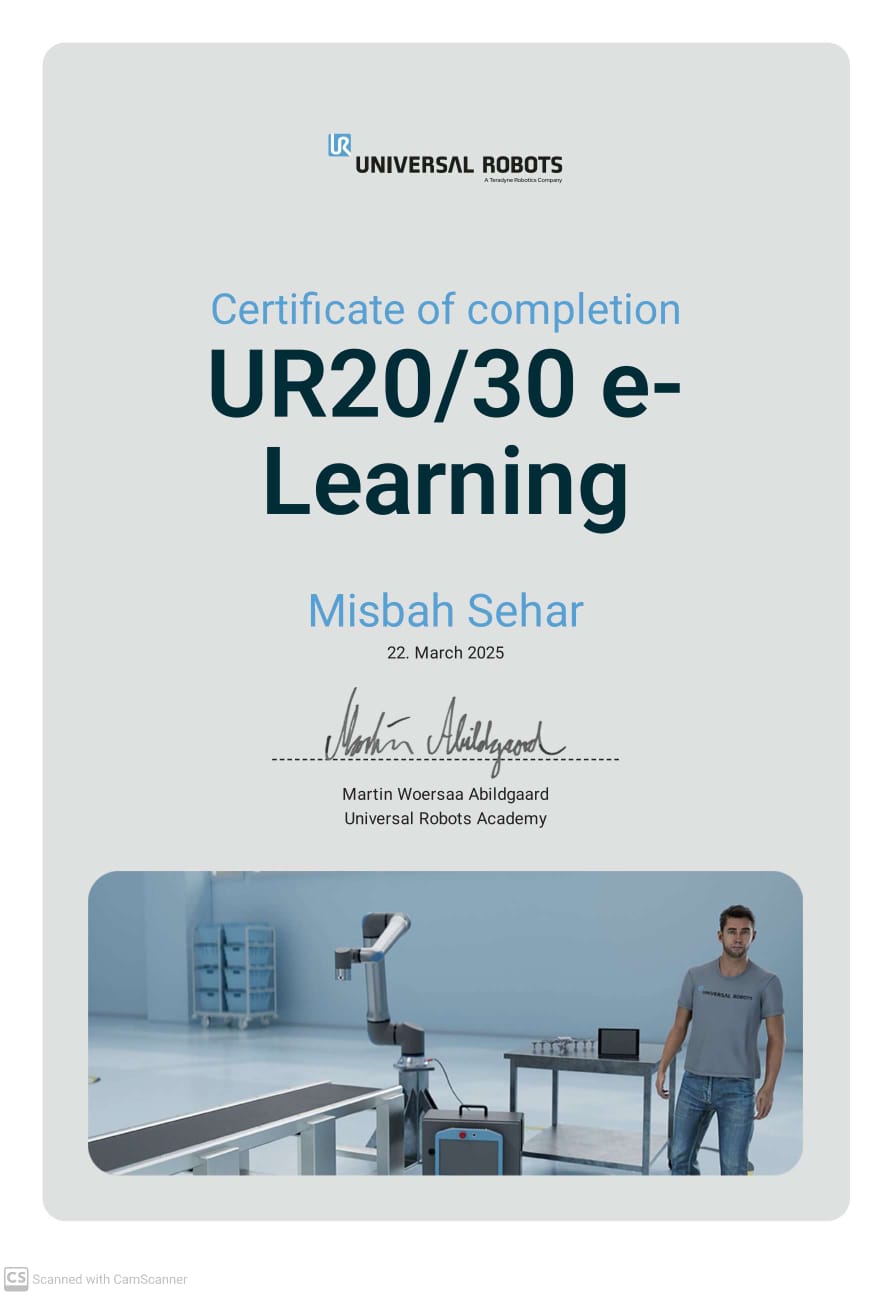 UR
UNIVERSAL ROBOTS
A Teradyne Robotics Company
Certificate of completion
UR20/30 e-
Learning
Misbah Sehar
22. March 2025
Martin Abildgaard
Martin Woersaa Abildgaard
Universal Robots Academy
UNIVERSAL ROBOTS
CS Scanned with CamScanner